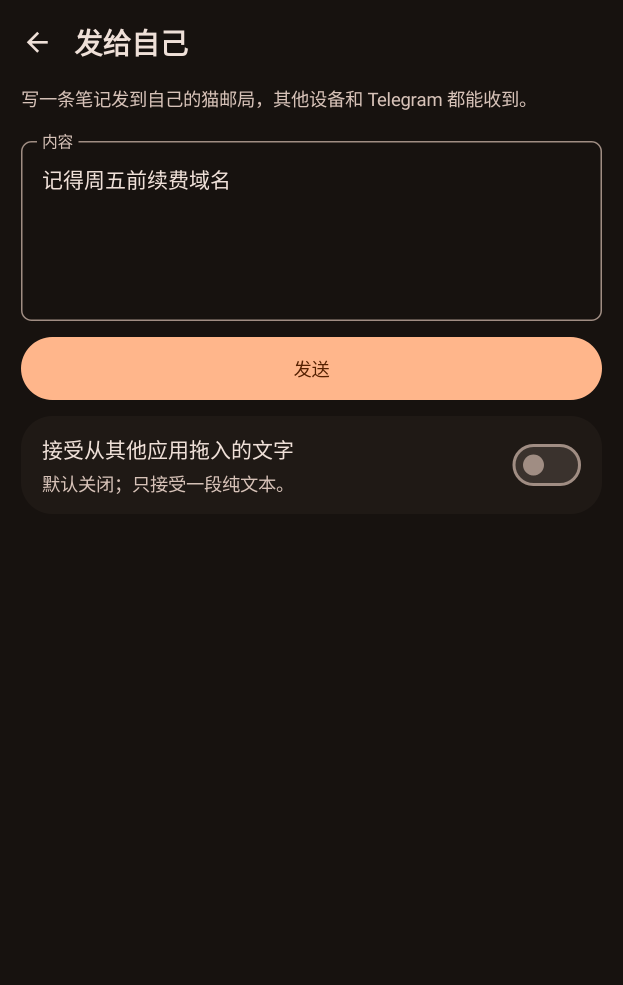 发给自己
写一条笔记发到自己的猫邮局，其他设备和 Telegram 都能收到。
内容
记得周五前续费域名
发送
接受从其他应用拖入的文字
默认关闭；只接受一段纯文本。